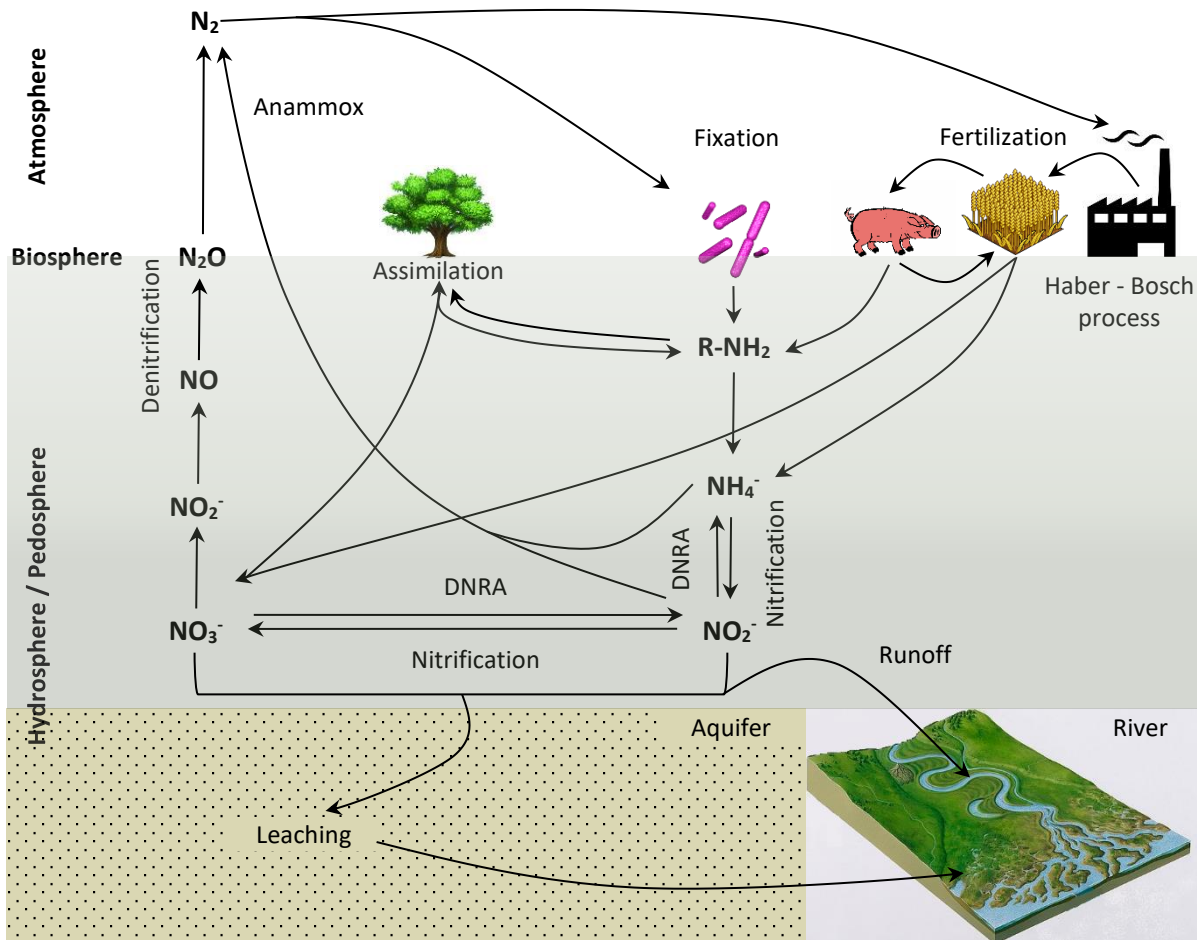 N₂
Atmosphere
Anammox
Fixation
Fertilization
Biosphere
N₂O
Assimilation
Haber - Bosch
process
Denitrification
R-NH₂
NO
NH₄⁻
NO₂⁻
Hydrosphere / Pedosphere
DNRA
Nitrification
DNRA
NO₃⁻
NO₂⁻
Nitrification
Runoff
Aquifer
River
Leaching